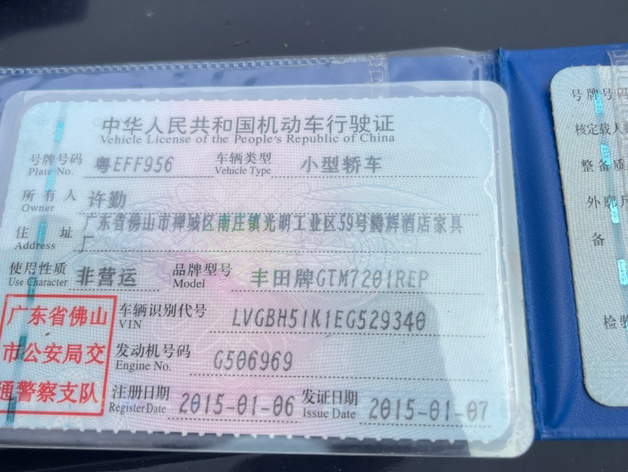 中华人民共和国机动车行驶证
Vehicle License of the People's Republic of China
号牌号码 粤EFF956 车辆类型 小型轿车
Plate No. Vehicle Type
所有人 许勤
Owner
住址 广东省佛山市禅城区南庄镇光明工业区59号腾辉酒店家具
Address 厂
使用性质 非营运 品牌型号 丰田牌GTM7201REP
Use Character Model
广东省佛山
市公安局交
通警察支队
车辆识别代号 LVGBH51K1EG529340
VIN
发动机号码 G506969
Engine No.
注册日期 2015-01-06 发证日期 2015-01-07
Register Date Issue Date
号牌号码
核定载人
整备质
外廓尺
备
检验